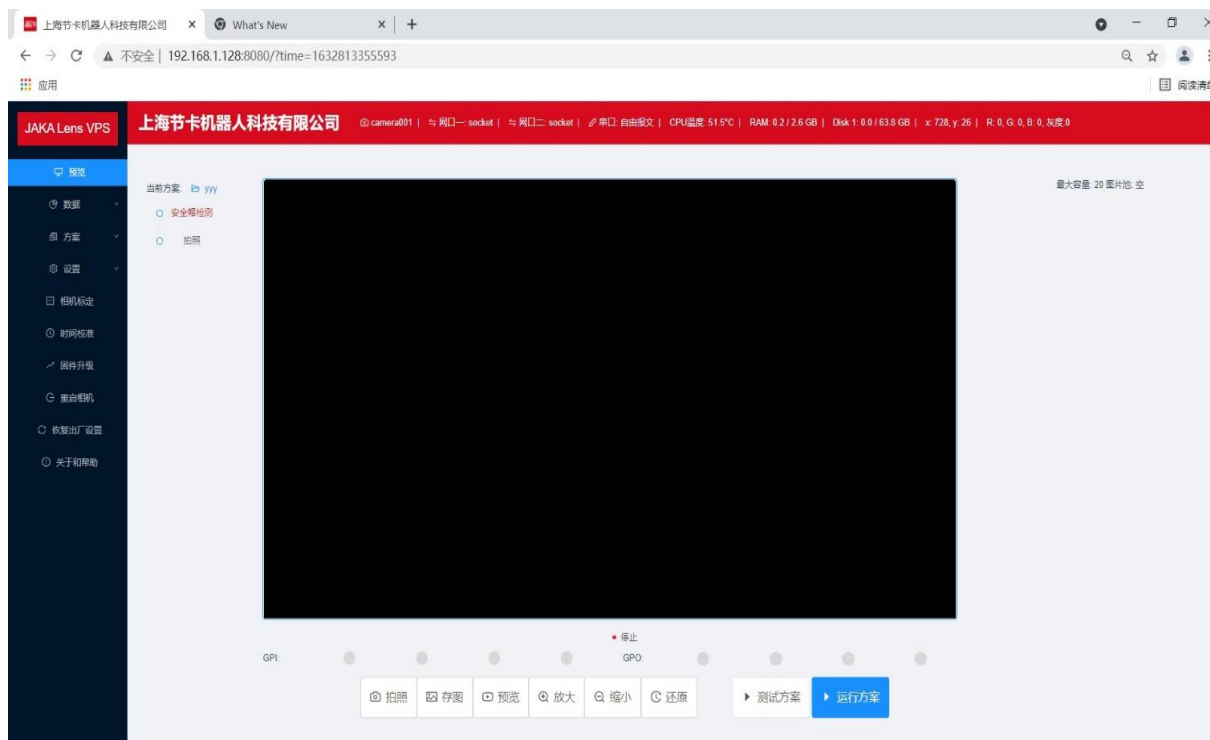 上海节卡机器人科技有限公司
What's New
不安全 | 192.168.1.128:8080/?time=1632813355593
应用
阅读清单
JAKA Lens VPS
上海节卡机器人科技有限公司
camera001 | 网口一: socket | 网口二: socket | 串口: 自由报文 | CPU温度: 51.5°C | RAM: 0.2 / 2.6 GB | Disk 1: 0.0 / 63.8 GB | x: 728, y: 26 | R: 0, G: 0, B: 0, 灰度:0
预览
数据
方案
设置
相机标定
时间校准
固件升级
重启相机
恢复出厂设置
关于和帮助
当前方案: yyy
安全帽检测
拍照
最大容量: 20 图片池: 空
停止
GPI:
GPO:
拍照
存图
预览
放大
缩小
还原
测试方案
运行方案